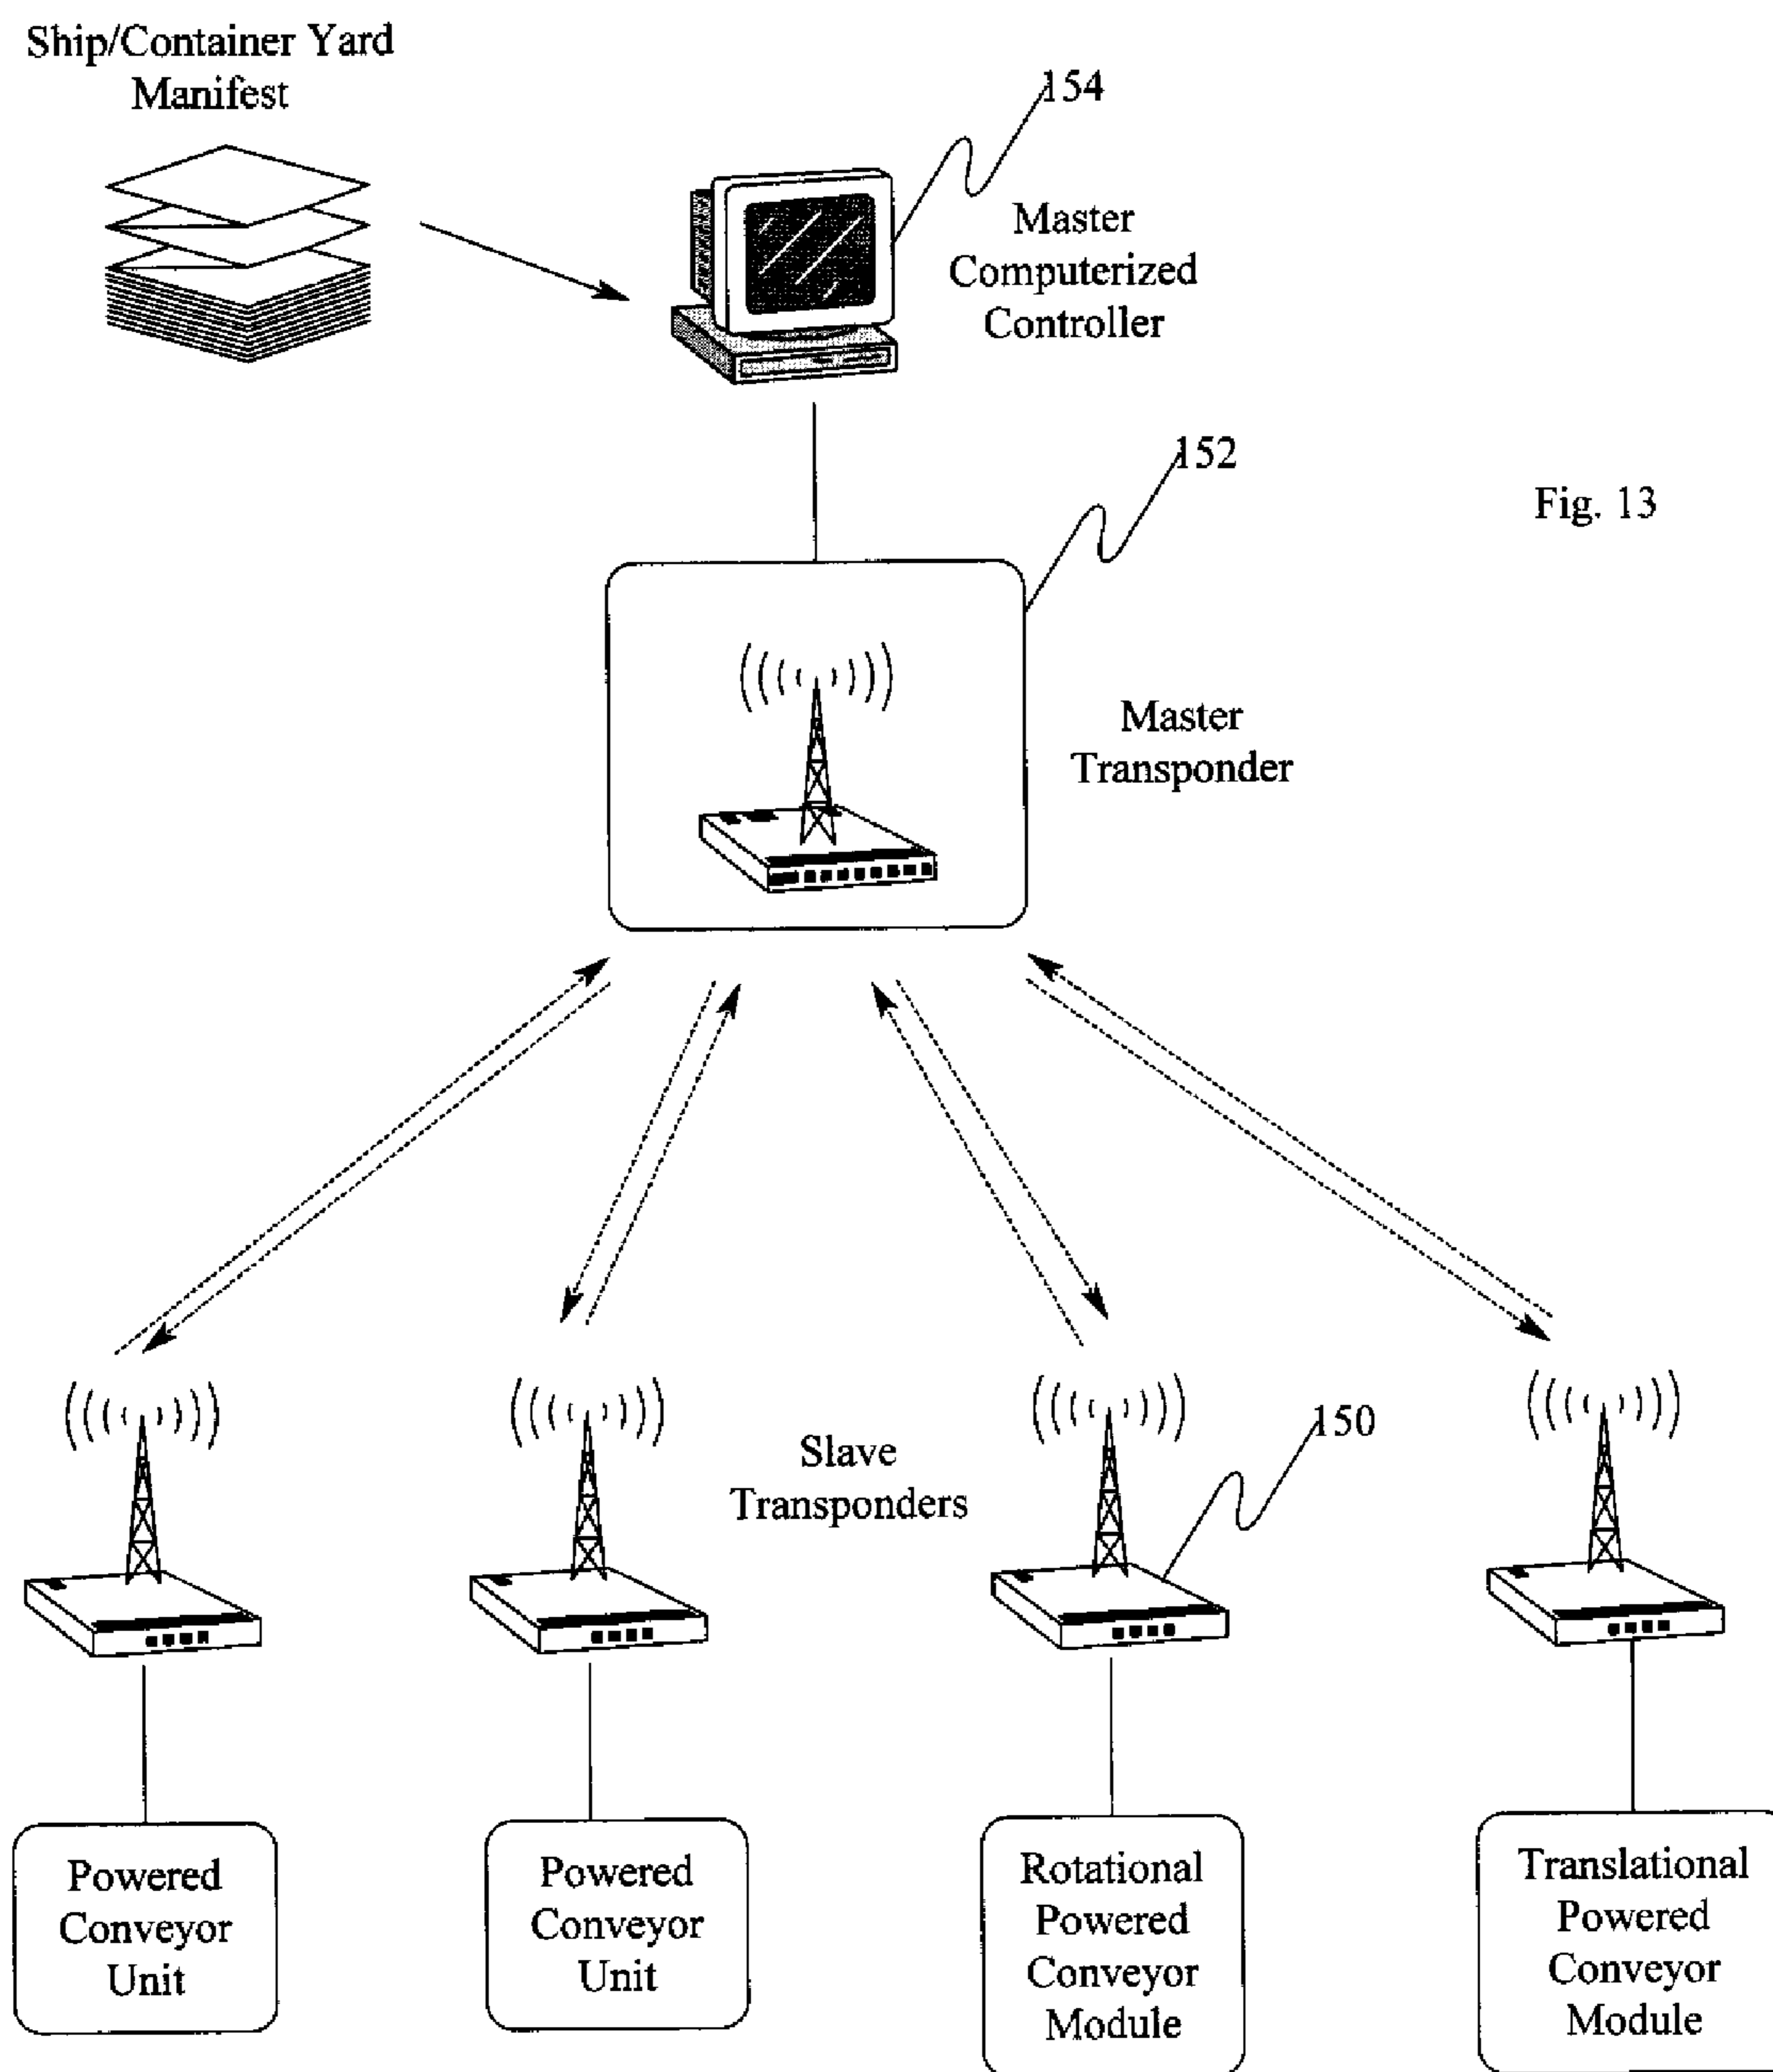 Ship/Container Yard
Manifest
154
Master
Computerized
Controller
152
Fig. 13
Master
Transponder
Slave
Transponders
150
Powered
Conveyor
Unit
Powered
Conveyor
Unit
Rotational
Powered
Conveyor
Module
Translational
Powered
Conveyor
Module